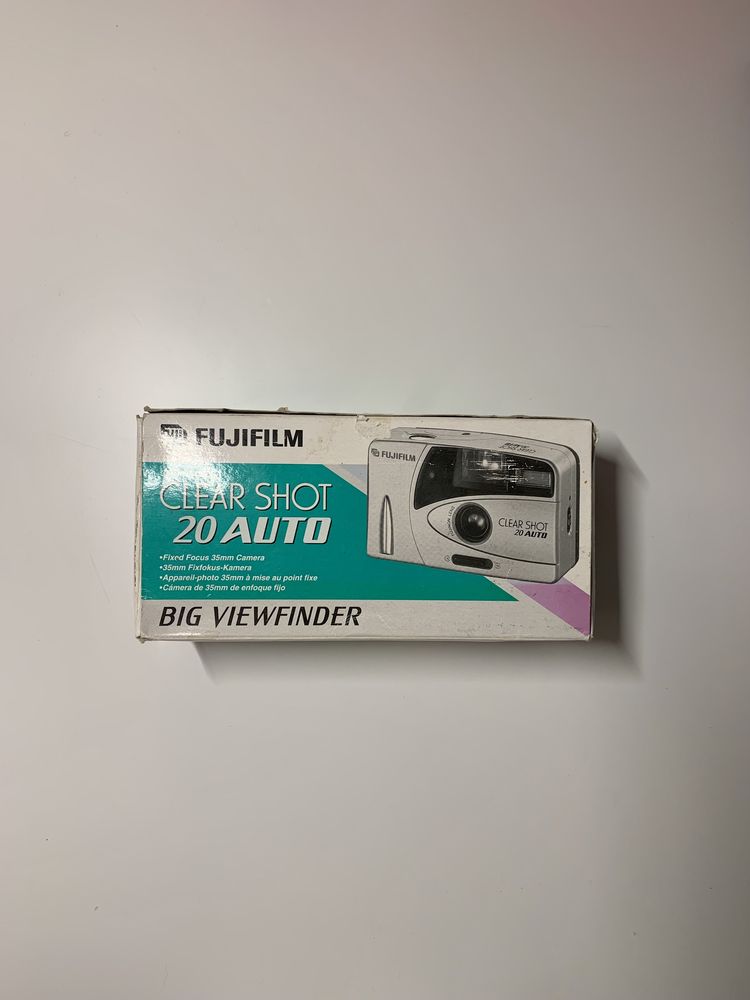 FUJIFILM
CLEAR SHOT
20 AUTO
•Fixed Focus 35mm Camera
•35mm Fixfokus-Kamera
•Appareil-photo 35mm à mise au point fixe
•Cámera de 35mm de enfoque fijo
BIG VIEWFINDER
FUJIFILM
CLEAR SHOT
20 AUTO